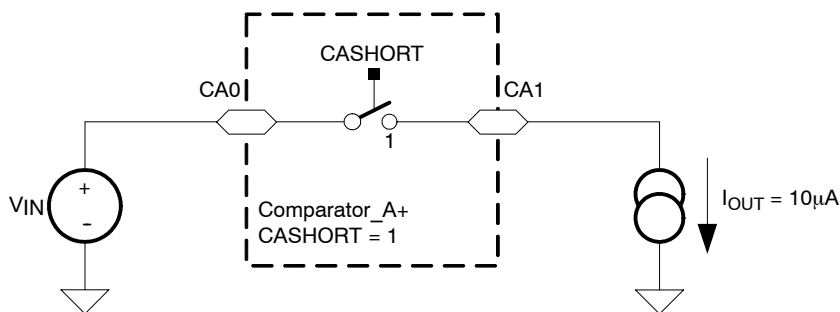 CASHORT
CA0
CA1
1
VIN
+
-
Comparator_A+
CASHORT = 1
IOUT = 10μA